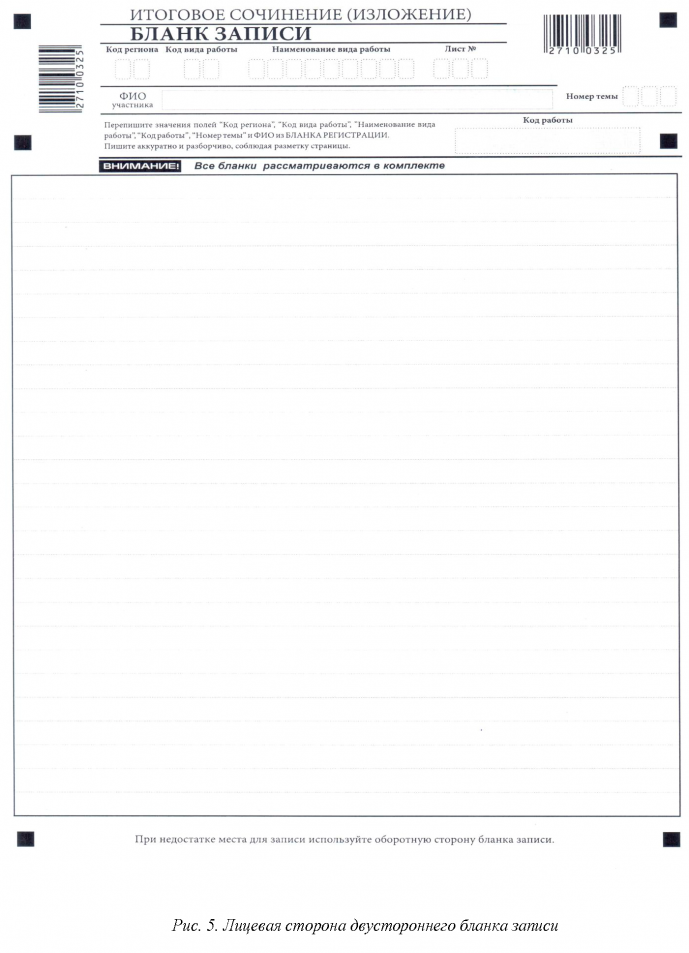 ИТОГОВОЕ СОЧИНЕНИЕ (ИЗЛОЖЕНИЕ)
БЛАНК ЗАПИСИ
Код региона Код вида работы Наименование вида работы Лист №
2710 0325
2710 0325
ФИО
участника
Номер темы
Перепишите значения полей "Код региона", "Код вида работы", "Наименование вида
работы", "Код работы", "Номер темы" и ФИО из БЛАНКА РЕГИСТРАЦИИ.
Пишите аккуратно и разборчиво, соблюдая разметку страницы.
Код работы
ВНИМАНИЕ! Все бланки рассматриваются в комплекте
При недостатке места для записи используйте оборотную сторону бланка записи.
Рис. 5. Лицевая сторона двустороннего бланка записи